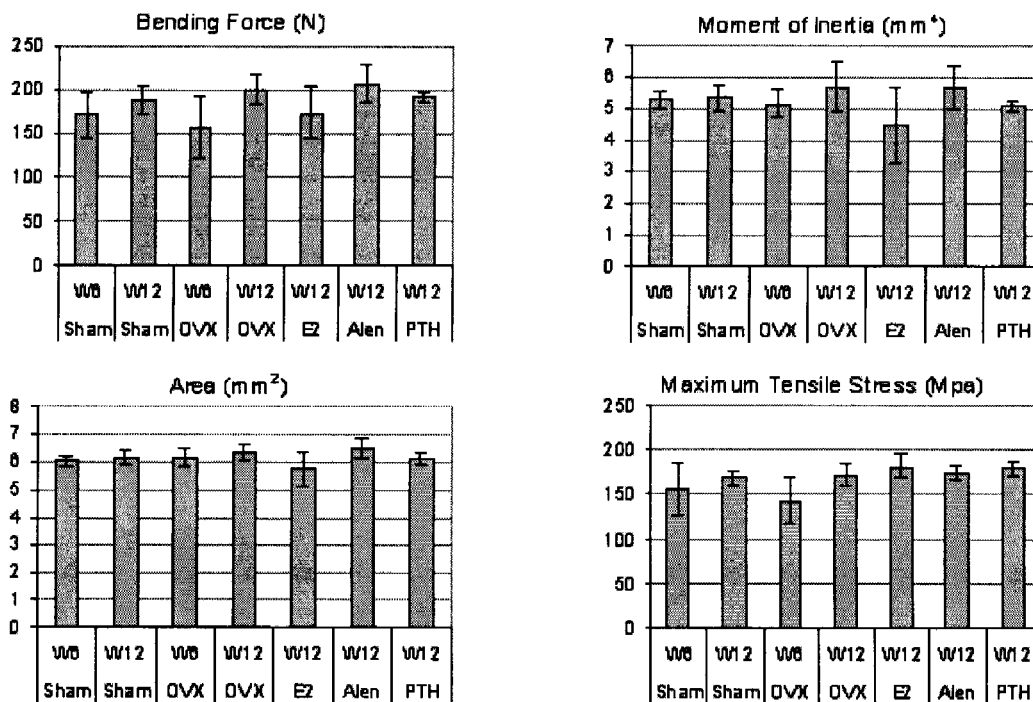 Bending Force (N)
250
200
150
100
50
0
W6 W12 W6 W12 W12 W12 W12
Sham Sham OVX OVX E2 Alen PTH
Moment of Inertia (mm⁴)
7
6
5
4
3
2
1
0
W6 W12 W6 W12 W12 W12 W12
Sham Sham OVX OVX E2 Alen PTH
Area (mm²)
8
7
6
5
4
3
2
1
0
W6 W12 W6 W12 W12 W12 W12
Sham Sham OVX OVX E2 Alen PTH
Maximum Tensile Stress (Mpa)
250
200
150
100
50
0
W6 W12 W6 W12 W12 W12 W12
Sham Sham OVX OVX E2 Alen PTH